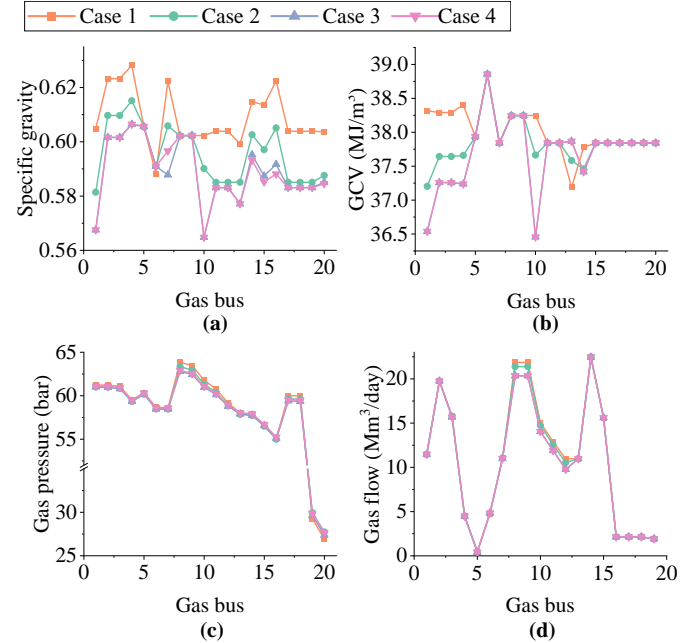 Case 1 Case 2 Case 3 Case 4
Specific gravity
0.62
0.60
0.58
0.56
0 5 10 15 20
Gas bus
(a)
GCV (MJ/m³)
39.0
38.5
38.0
37.5
37.0
36.5
0 5 10 15 20
Gas bus
(b)
Gas pressure (bar)
65
60
55
30
25
0 5 10 15 20
Gas bus
(c)
Gas flow (Mm³/day)
20
15
10
5
0
0 5 10 15 20
Gas bus
(d)